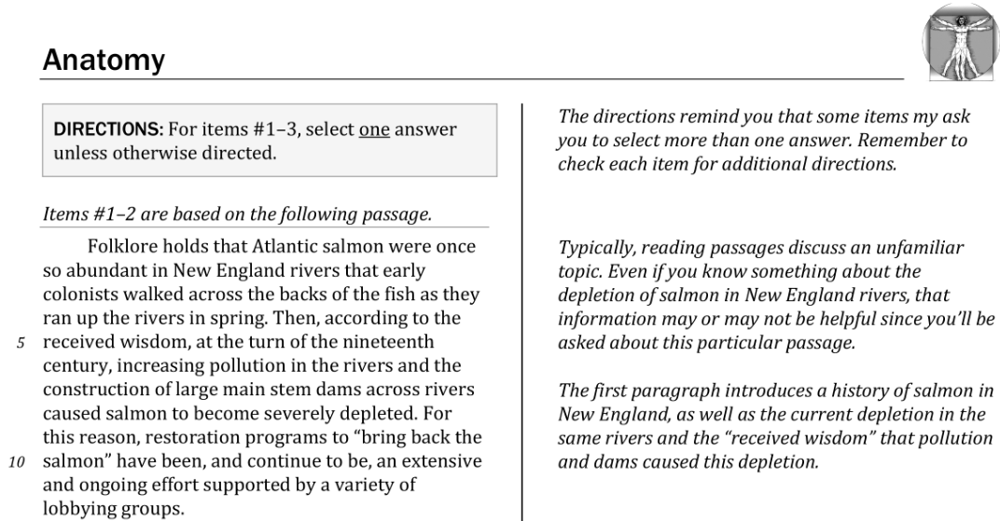 Anatomy
DIRECTIONS: For items #1–3, select one answer
unless otherwise directed.
Items #1–2 are based on the following passage.
Folklore holds that Atlantic salmon were once
so abundant in New England rivers that early
colonists walked across the backs of the fish as they
ran up the rivers in spring. Then, according to the
5 received wisdom, at the turn of the nineteenth
century, increasing pollution in the rivers and the
construction of large main stem dams across rivers
caused salmon to become severely depleted. For
this reason, restoration programs to “bring back the
10 salmon” have been, and continue to be, an extensive
and ongoing effort supported by a variety of
lobbying groups.
The directions remind you that some items my ask
you to select more than one answer. Remember to
check each item for additional directions.
Typically, reading passages discuss an unfamiliar
topic. Even if you know something about the
depletion of salmon in New England rivers, that
information may or may not be helpful since you’ll be
asked about this particular passage.
The first paragraph introduces a history of salmon in
New England, as well as the current depletion in the
same rivers and the “received wisdom” that pollution
and dams caused this depletion.